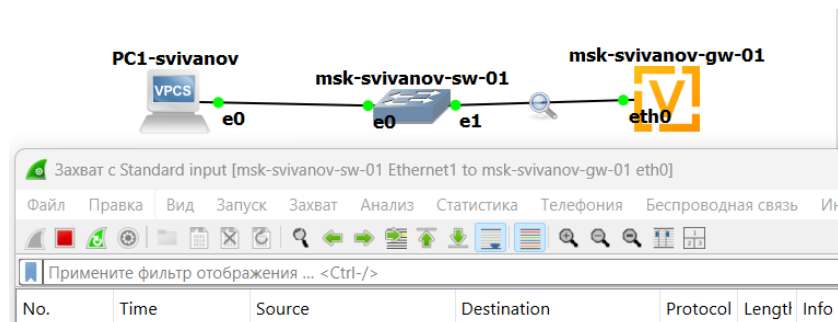 PC1-svivanov
msk-svivanov-sw-01
msk-svivanov-gw-01
VPCS
V
e0
e0
e1
eth0
Захват с Standard input [msk-svivanov-sw-01 Ethernet1 to msk-svivanov-gw-01 eth0]
Файл Правка Вид Запуск Захват Анализ Статистика Телефония Беспроводная связь Ин
Примените фильтр отображения ... <Ctrl-/>
No. Time Source Destination Protocol Lengtl Info